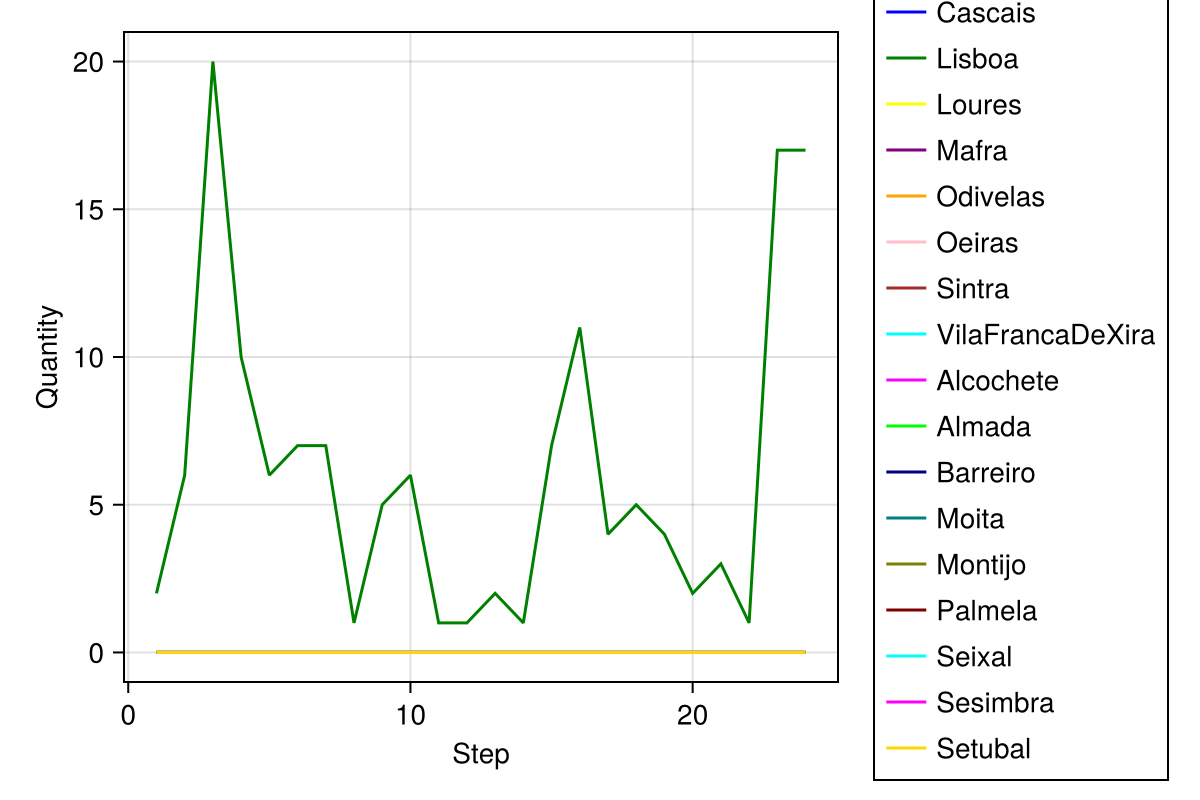 20
15
10
5
0
Quantity
0
10
20
Step
Cascais
Lisboa
Loures
Mafra
Odivelas
Oeiras
Sintra
VilaFrancaDeXira
Alcochete
Almada
Barreiro
Moita
Montijo
Palmela
Seixal
Sesimbra
Setubal